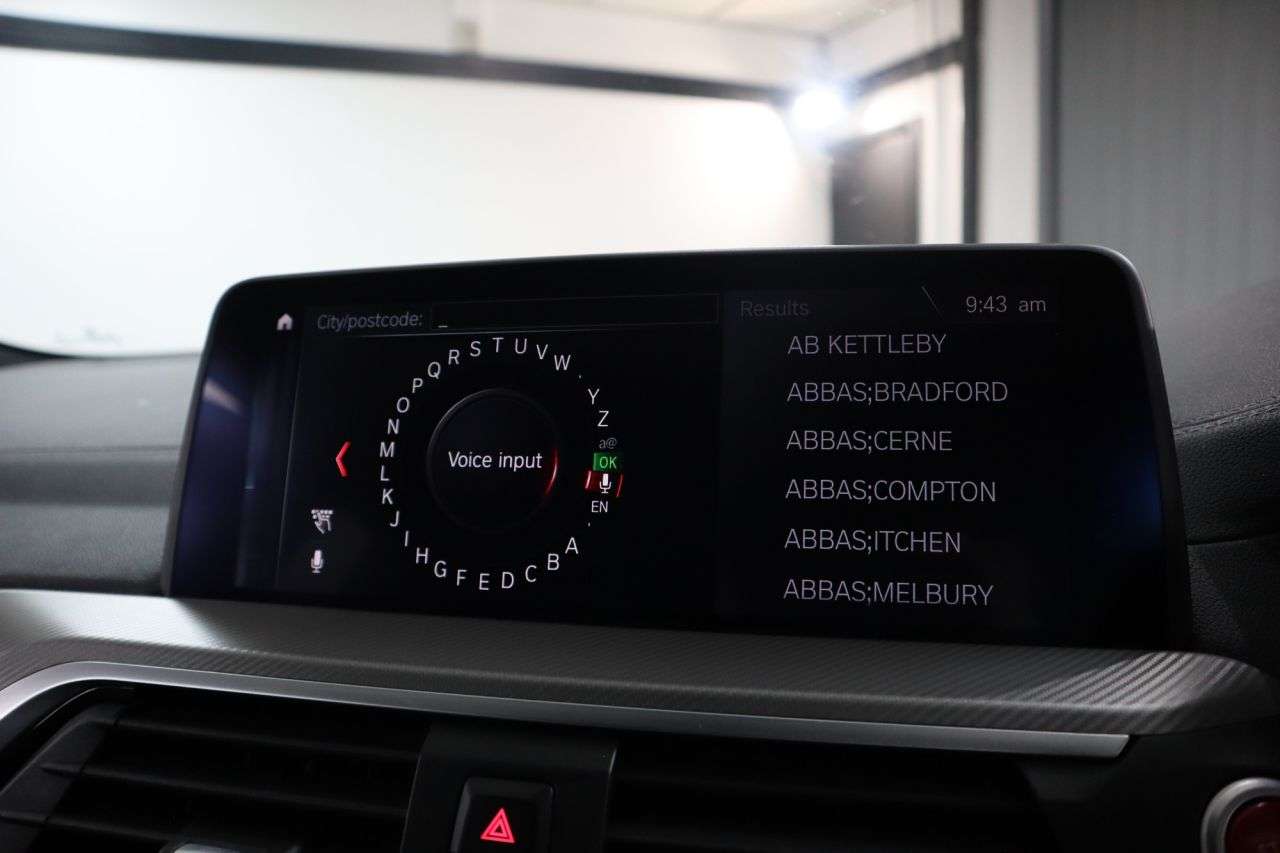 City/postcode: _
Results
9:43 am
AB KETTLEBY
ABBAS;BRADFORD
ABBAS;CERNE
ABBAS;COMPTON
ABBAS;ITCHEN
ABBAS;MELBURY
Voice input
A B C D E F G H I J K L M N O P Q R S T U V W . Y Z
a@
OK
EN